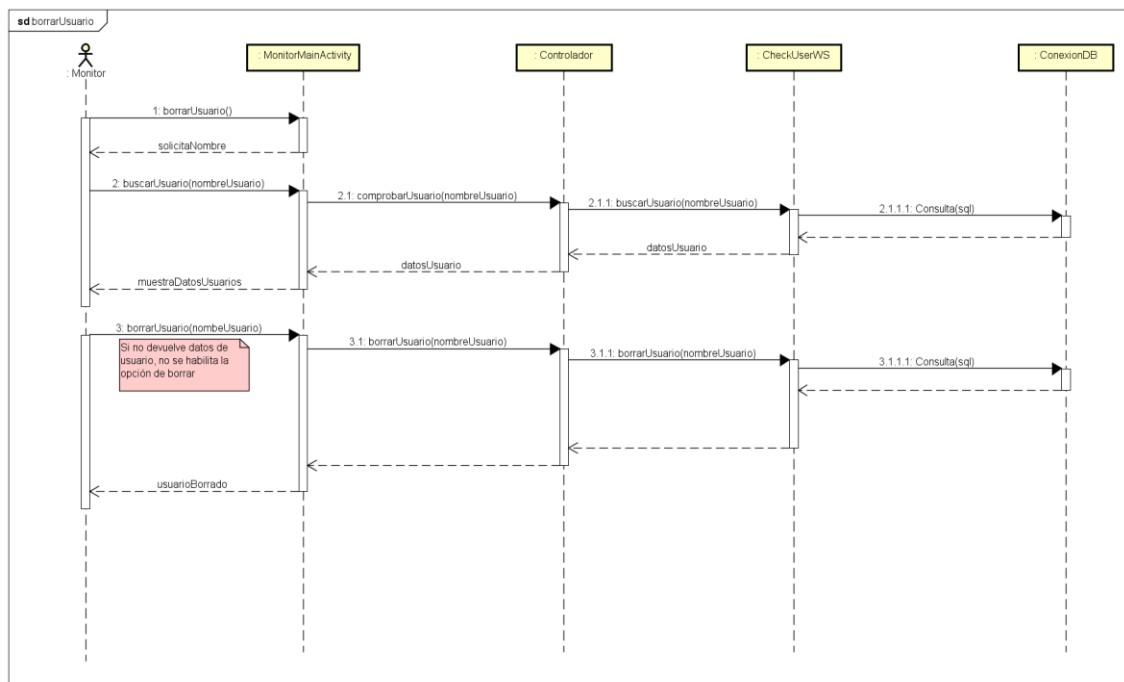 sd borrarUsuario
: Monitor
: MonitorMainActivity
: Controlador
: CheckUserWS
: ConexionDB
1: borrarUsuario()
solicitaNombre
2: buscarUsuario(nombreUsuario)
2.1: comprobarUsuario(nombreUsuario)
2.1.1: buscarUsuario(nombreUsuario)
2.1.1.1: Consulta(sql)
datosUsuario
datosUsuario
muestraDatosUsuarios
3: borrarUsuario(nombeUsuario)
Si no devuelve datos de
usuario, no se habilita la
opción de borrar
3.1: borrarUsuario(nombreUsuario)
3.1.1: borrarUsuario(nombreUsuario)
3.1.1.1: Consulta(sql)
usuarioBorrado